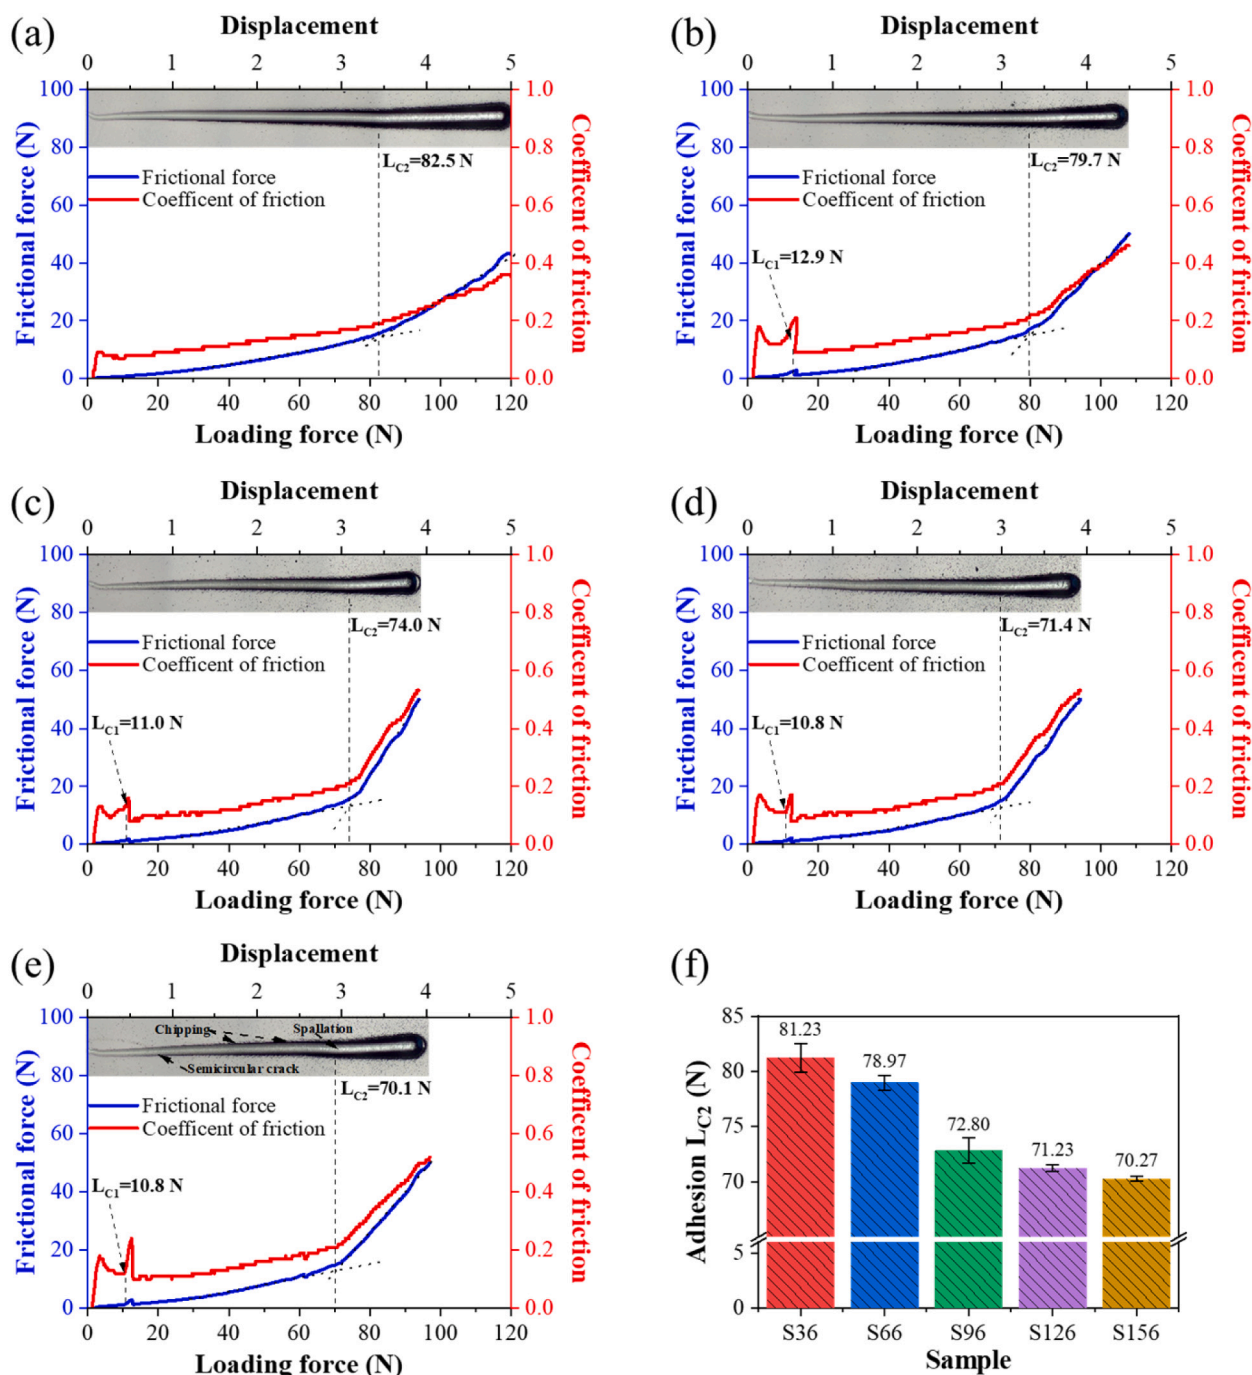 (a)
Displacement
0 1 2 3 4 5
100 80 60 40 20 0
Frictional force (N)
1.0 0.8 0.6 0.4 0.2 0.0
Coefficent of friction
LC2=82.5 N
Frictional force
Coefficent of friction
0 20 40 60 80 100 120
Loading force (N)
(b)
Displacement
0 1 2 3 4 5
100 80 60 40 20 0
Frictional force (N)
1.0 0.8 0.6 0.4 0.2 0.0
Coefficent of friction
LC2=79.7 N
Frictional force
Coefficent of friction
LC1=12.9 N
0 20 40 60 80 100 120
Loading force (N)
(c)
Displacement
0 1 2 3 4 5
100 80 60 40 20 0
Frictional force (N)
1.0 0.8 0.6 0.4 0.2 0.0
Coefficent of friction
LC2=74.0 N
Frictional force
Coefficent of friction
LC1=11.0 N
0 20 40 60 80 100 120
Loading force (N)
(d)
Displacement
0 1 2 3 4 5
100 80 60 40 20 0
Frictional force (N)
1.0 0.8 0.6 0.4 0.2 0.0
Coefficent of friction
LC2=71.4 N
Frictional force
Coefficent of friction
LC1=10.8 N
0 20 40 60 80 100 120
Loading force (N)
(e)
Displacement
0 1 2 3 4 5
100 80 60 40 20 0
Frictional force (N)
1.0 0.8 0.6 0.4 0.2 0.0
Coefficent of friction
Chipping Spallation
Semicircular crack
LC2=70.1 N
Frictional force
Coefficent of friction
LC1=10.8 N
0 20 40 60 80 100 120
Loading force (N)
(f)
Adhesion LC2 (N)
85 80 75 70 5 0
81.23
78.97
72.80
71.23
70.27
S36 S66 S96 S126 S156
Sample